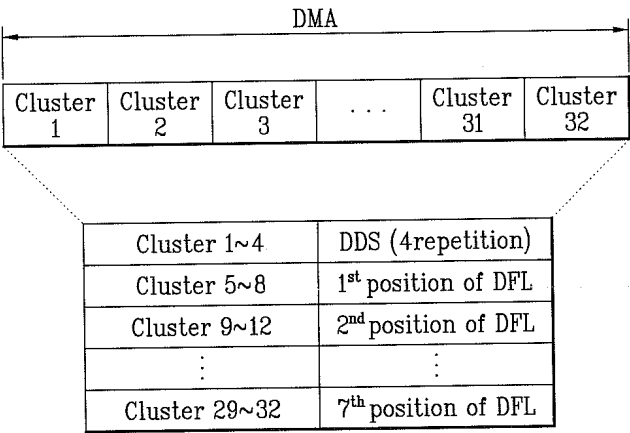 DMA
Cluster 1
Cluster 2
Cluster 3
. . .
Cluster 31
Cluster 32
Cluster 1~4 DDS (4repetition)
Cluster 5~8 1st position of DFL
Cluster 9~12 2nd position of DFL
⋮ ⋮
Cluster 29~32 7th position of DFL